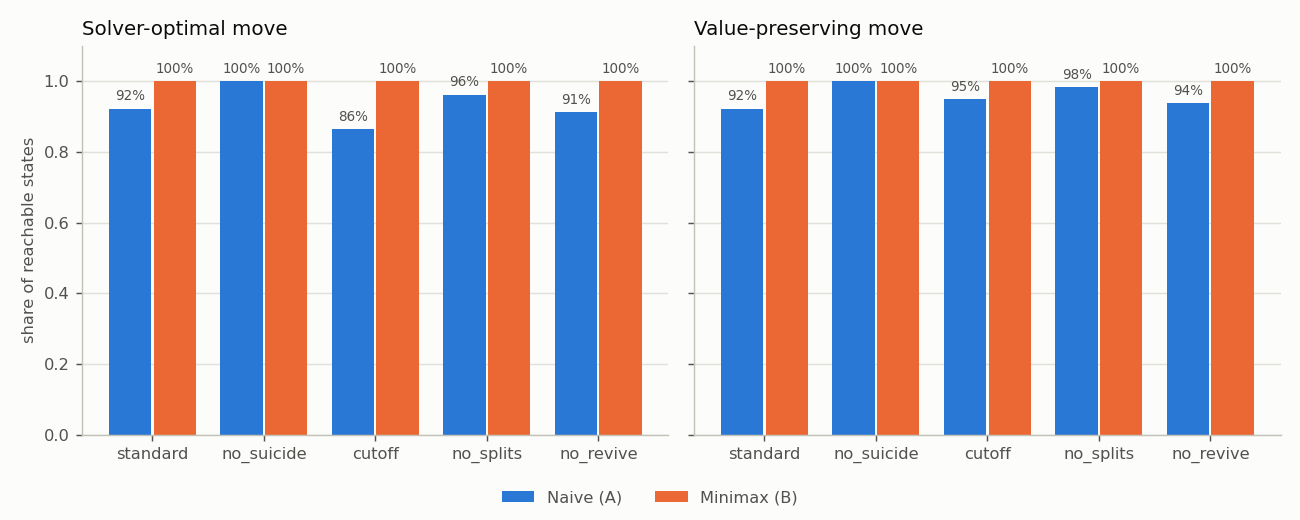 Solver-optimal move
share of reachable states
1.0
0.8
0.6
0.4
0.2
0.0
92% 100% 100% 100% 86% 100% 96% 100% 91% 100%
standard no_suicide cutoff no_splits no_revive
Value-preserving move
92% 100% 100% 100% 95% 100% 98% 100% 94% 100%
standard no_suicide cutoff no_splits no_revive
Naive (A) Minimax (B)